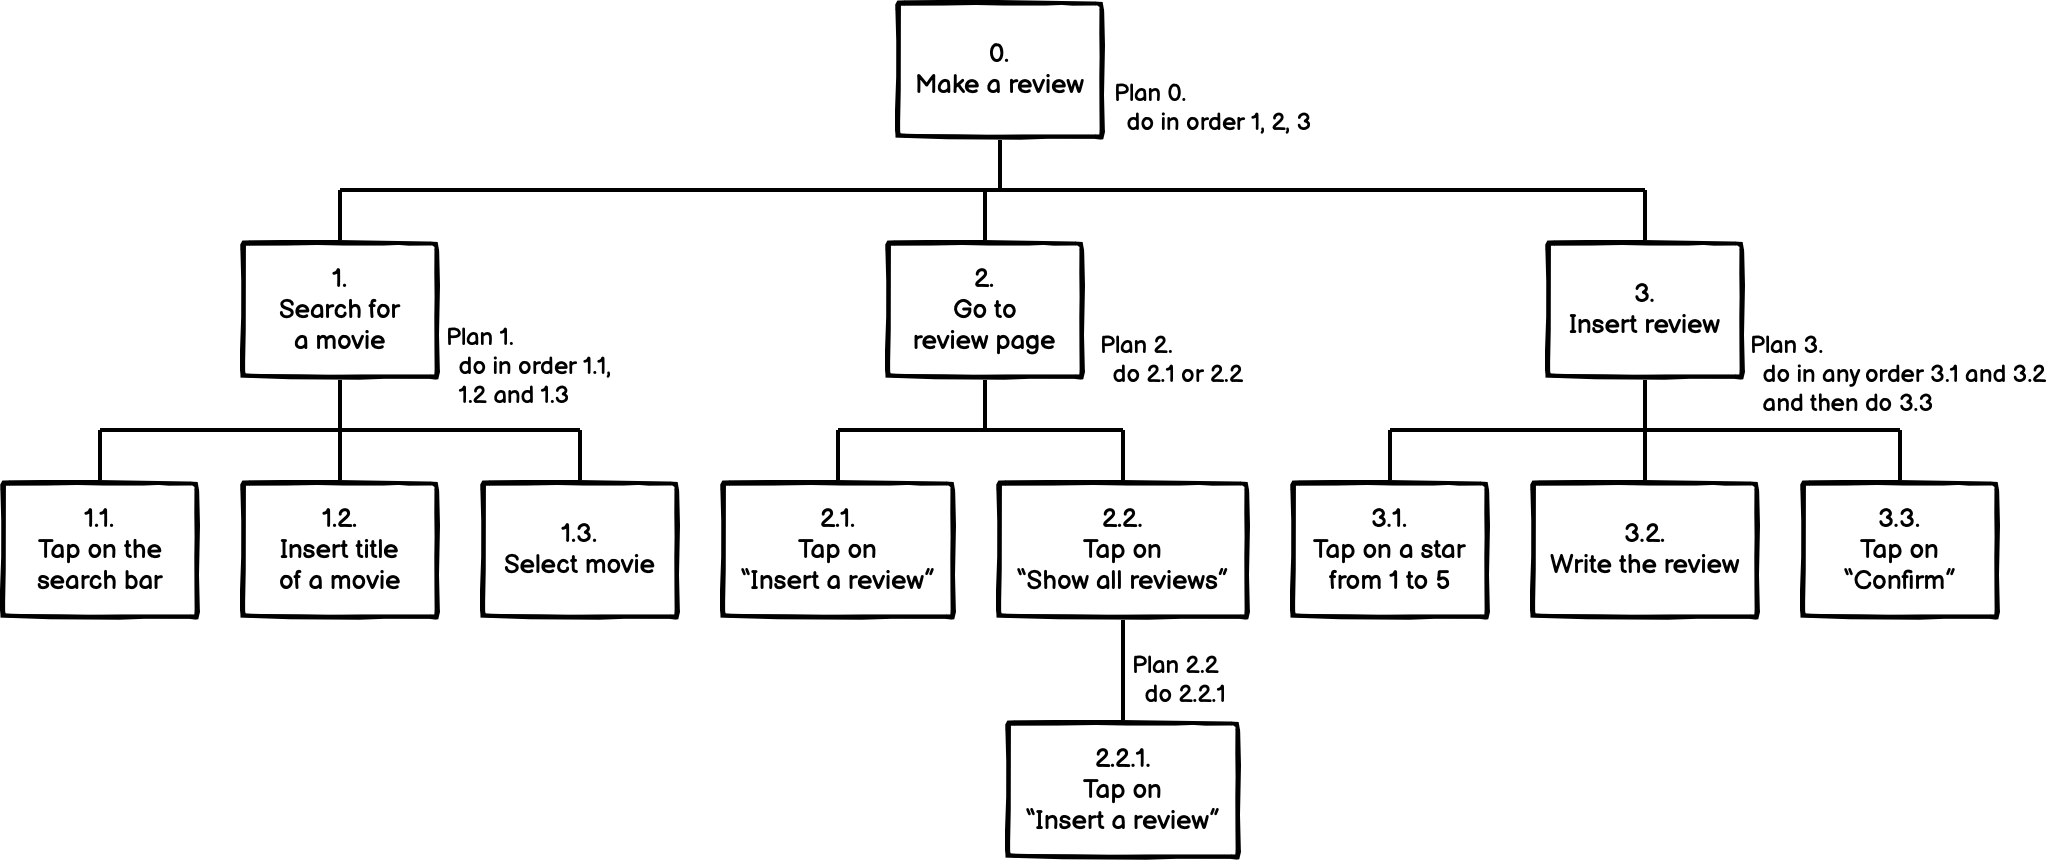 0.
Make a review
Plan 0.
do in order 1, 2, 3
1.
Search for
a movie
Plan 1.
do in order 1.1,
1.2 and 1.3
2.
Go to
review page
Plan 2.
do 2.1 or 2.2
3.
Insert review
Plan 3.
do in any order 3.1 and 3.2
and then do 3.3
1.1.
Tap on the
search bar
1.2.
Insert title
of a movie
1.3.
Select movie
2.1.
Tap on
“Insert a review”
2.2.
Tap on
“Show all reviews”
3.1.
Tap on a star
from 1 to 5
3.2.
Write the review
3.3.
Tap on
“Confirm”
Plan 2.2
do 2.2.1
2.2.1.
Tap on
“Insert a review”